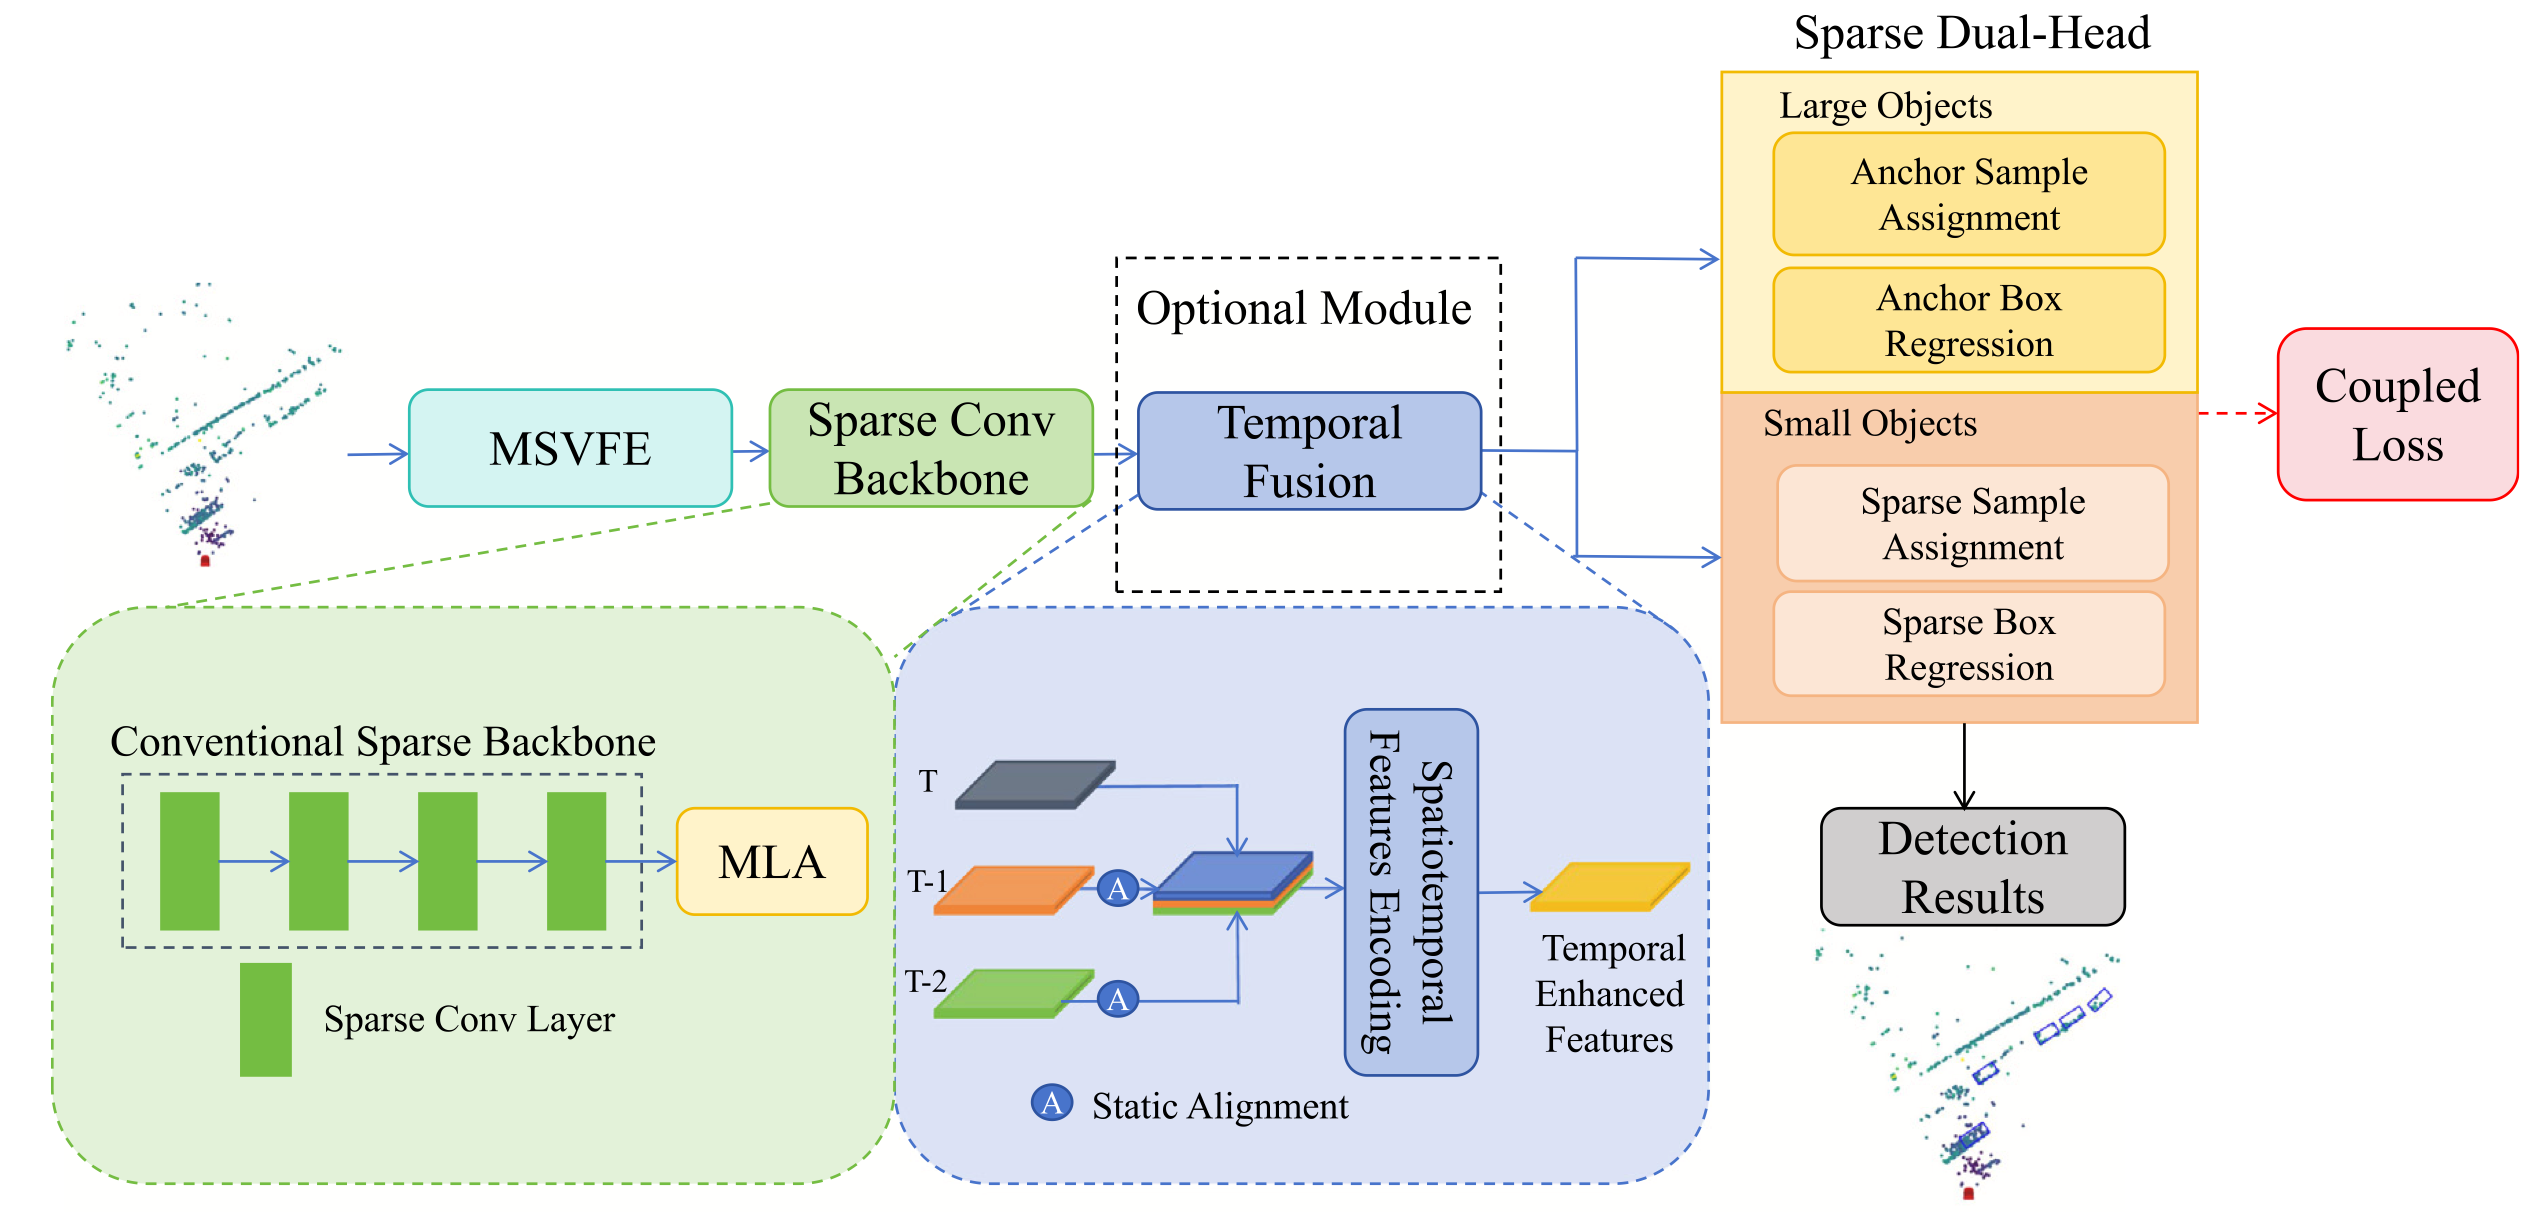 Sparse Dual-Head
Large Objects
Anchor Sample
Assignment
Anchor Box
Regression
Optional Module
MSVFE
Sparse Conv
Backbone
Temporal
Fusion
Small Objects
Sparse Sample
Assignment
Sparse Box
Regression
Coupled
Loss
Conventional Sparse Backbone
MLA
Sparse Conv Layer
T
T-1
A
T-2
A
Spatiotemporal
Features Encoding
Temporal
Enhanced
Features
A
Static Alignment
Detection
Results